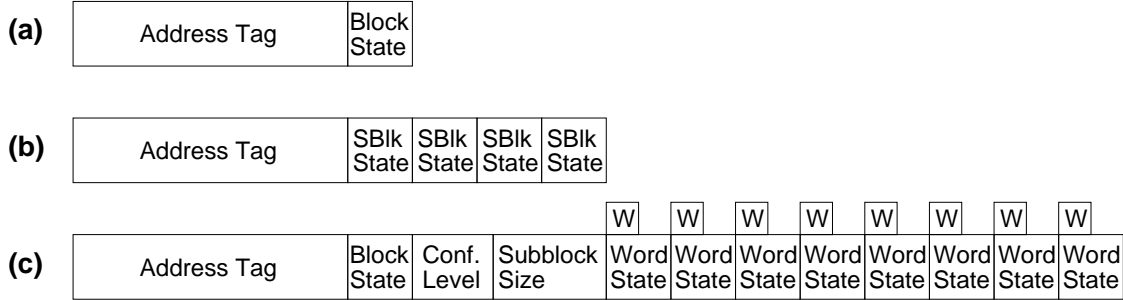 (a) Address Tag Block State
(b) Address Tag SBlk State SBlk State SBlk State SBlk State
W W W W W W W W
(c) Address Tag Block State Conf. Level Subblock Size Word State Word State Word State Word State Word State Word State Word State Word State